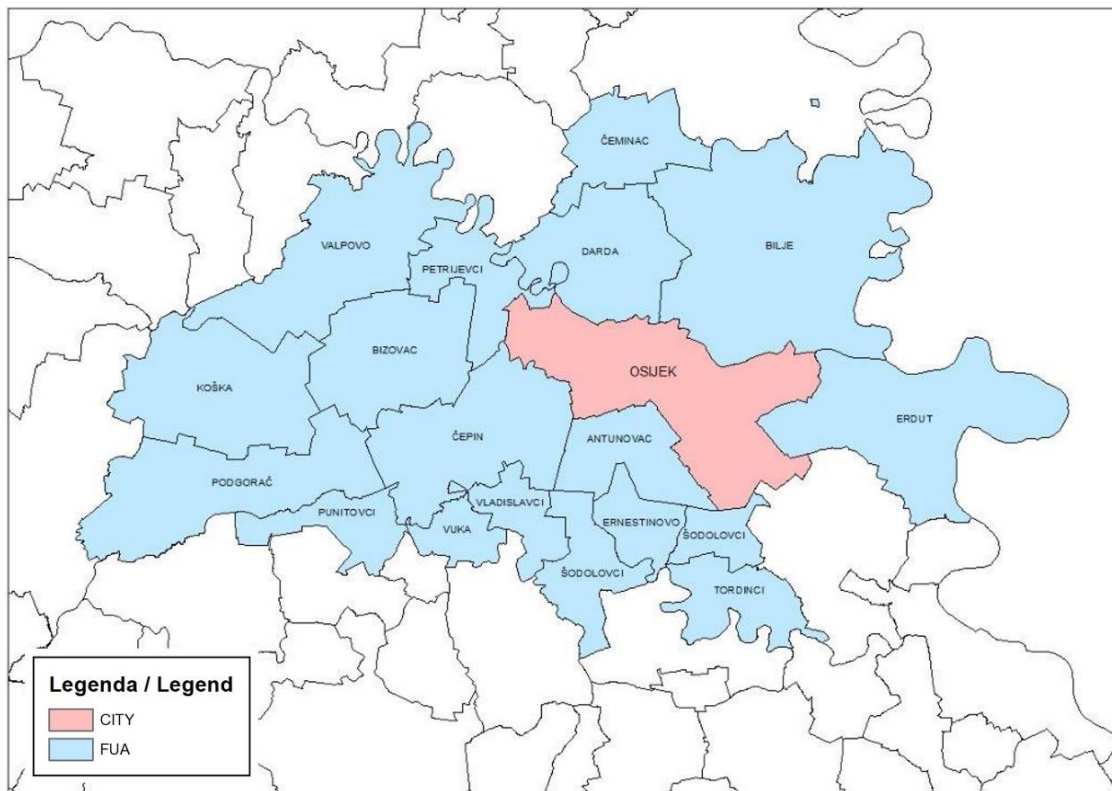 ČEMINAC
VALPOVO
DARDA
BILJE
PETRIJEVCI
BIZOVAC
OSIJEK
KOŠKA
ERDUT
ČEPIN
ANTUNOVAC
PODGORAČ
VLADISLAVCI
PUNITOVCI
ERNESTINOVO
VUKA
ŠODOLOVCI
ŠODOLOVCI
TORDINCI
Legenda / Legend
CITY
FUA